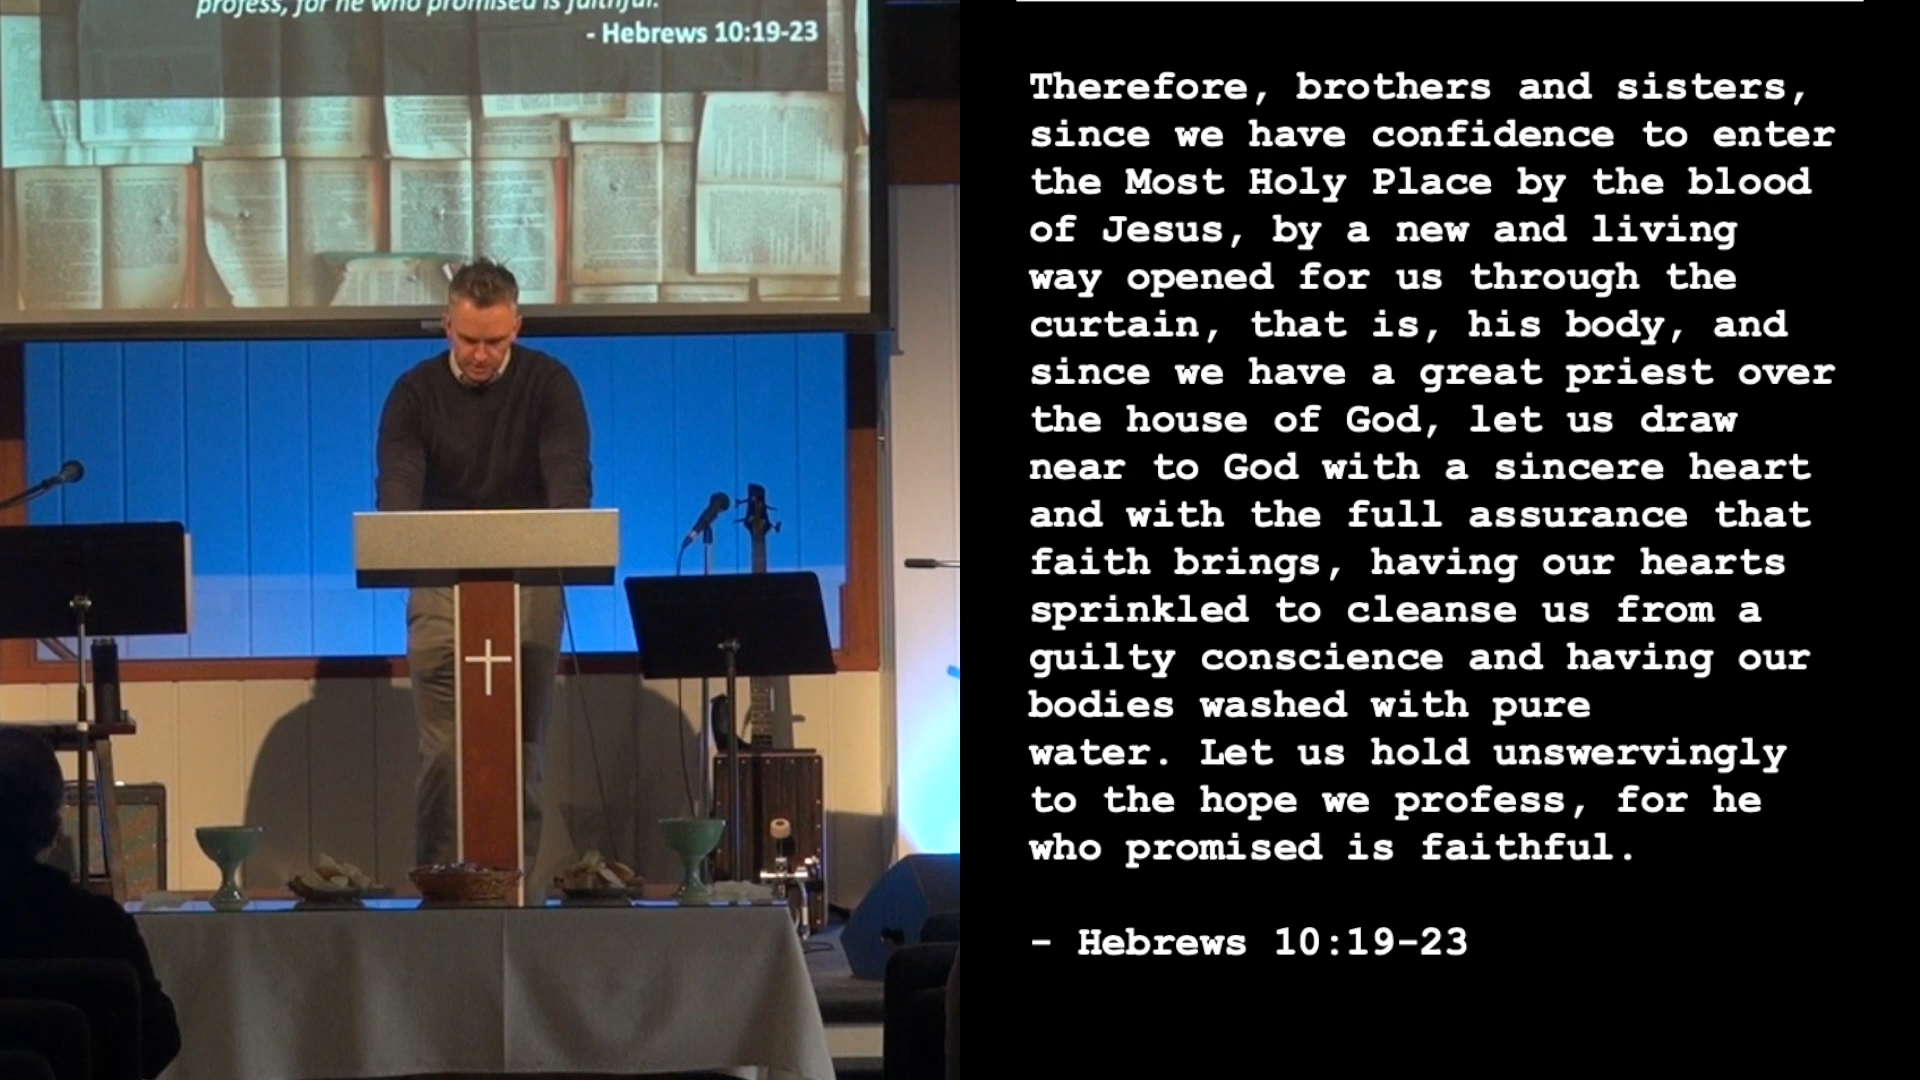 profess, for he who promised is faithful.
- Hebrews 10:19-23
Therefore, brothers and sisters,
since we have confidence to enter
the Most Holy Place by the blood
of Jesus, by a new and living
way opened for us through the
curtain, that is, his body, and
since we have a great priest over
the house of God, let us draw
near to God with a sincere heart
and with the full assurance that
faith brings, having our hearts
sprinkled to cleanse us from a
guilty conscience and having our
bodies washed with pure
water. Let us hold unswervingly
to the hope we profess, for he
who promised is faithful.
- Hebrews 10:19-23